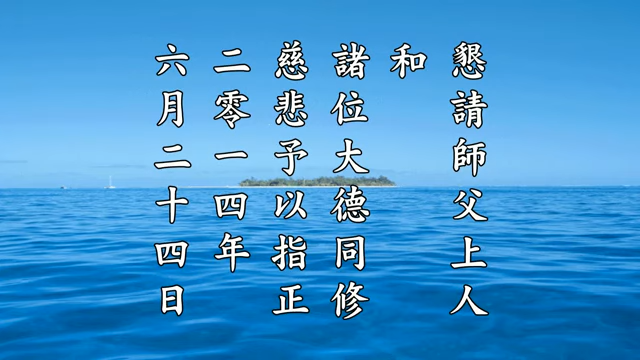 懇請師父上人
和
諸位大德同修
慈悲予以指正
二零一四年
六月二十四日